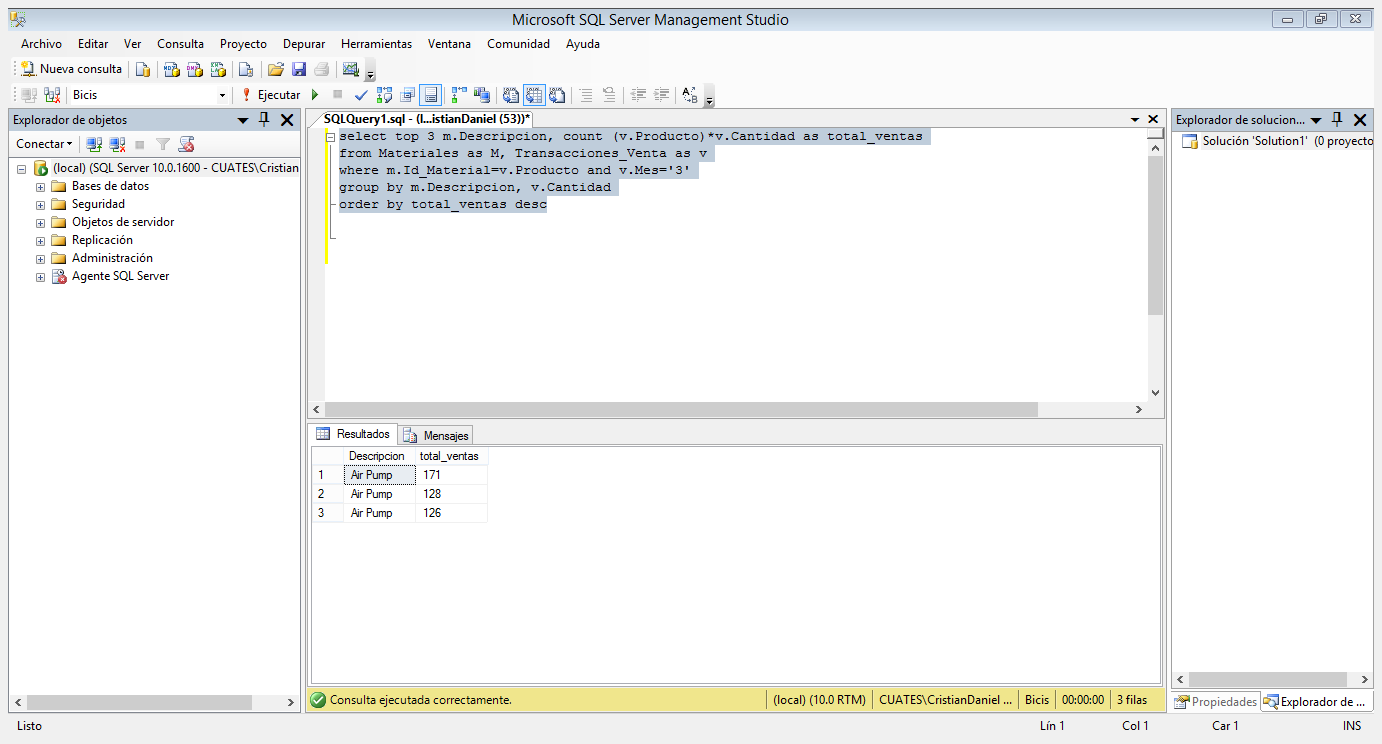 Microsoft SQL Server Management Studio
Archivo Editar Ver Consulta Proyecto Depurar Herramientas Ventana Comunidad Ayuda
Nueva consulta
Bicis Ejecutar
Explorador de objetos
Conectar
(local) (SQL Server 10.0.1600 - CUATES\Cristian
Bases de datos
Seguridad
Objetos de servidor
Replicación
Administración
Agente SQL Server
SQLQuery1.sql - (l...istianDaniel (53))*
select top 3 m.Descripcion, count (v.Producto)*v.Cantidad as total_ventas
from Materiales as M, Transacciones_Venta as v
where m.Id_Material=v.Producto and v.Mes='3'
group by m.Descripcion, v.Cantidad
order by total_ventas desc
Resultados Mensajes
Descripcion total_ventas
1 Air Pump 171
2 Air Pump 128
3 Air Pump 126
Consulta ejecutada correctamente. (local) (10.0 RTM) CUATES\CristianDaniel ... Bicis 00:00:00 3 filas
Explorador de solucion...
Solución 'Solution1' (0 proyecto
Propiedades Explorador de ...
Listo Lín 1 Col 1 Car 1 INS